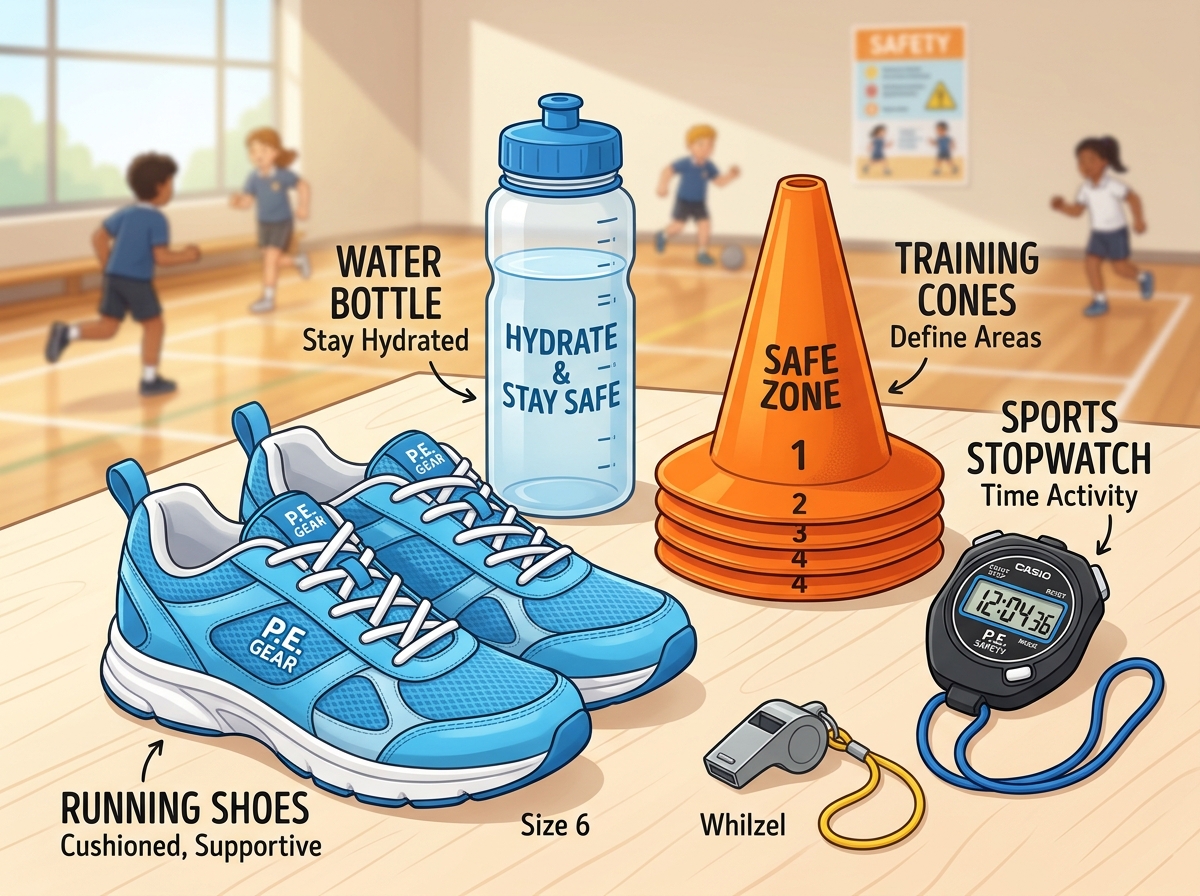 SAFETY
WATER
BOTTLE
Stay Hydrated
HYDRATE
&
STAY SAFE
TRAINING
CONES
Define Areas
SAFE
ZONE
1
2
3
4
4
SPORTS
STOPWATCH
Time Activity
CASIO
12:04 36
P.E.
SAFETY
P.E.
GEAR
P.E.
GEAR
P.E.
GEAR
RUNNING SHOES
Cushioned, Supportive
Size 6
Whilzel